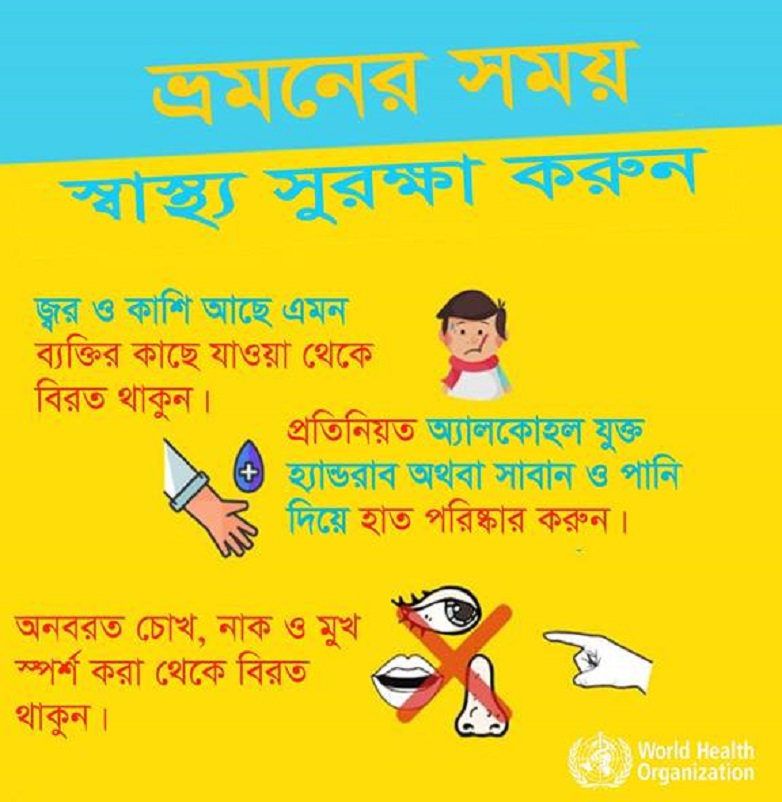 ভ্রমনের সময়
স্বাস্থ্য সুরক্ষা করুন
জ্বর ও কাশি আছে এমন
ব্যক্তির কাছে যাওয়া থেকে
বিরত থাকুন।
প্রতিনিয়ত অ্যালকোহল যুক্ত
হ্যান্ডরাব অথবা সাবান ও পানি
দিয়ে হাত পরিষ্কার করুন।
অনবরত চোখ, নাক ও মুখ
স্পর্শ করা থেকে বিরত
থাকুন।
World Health
Organization